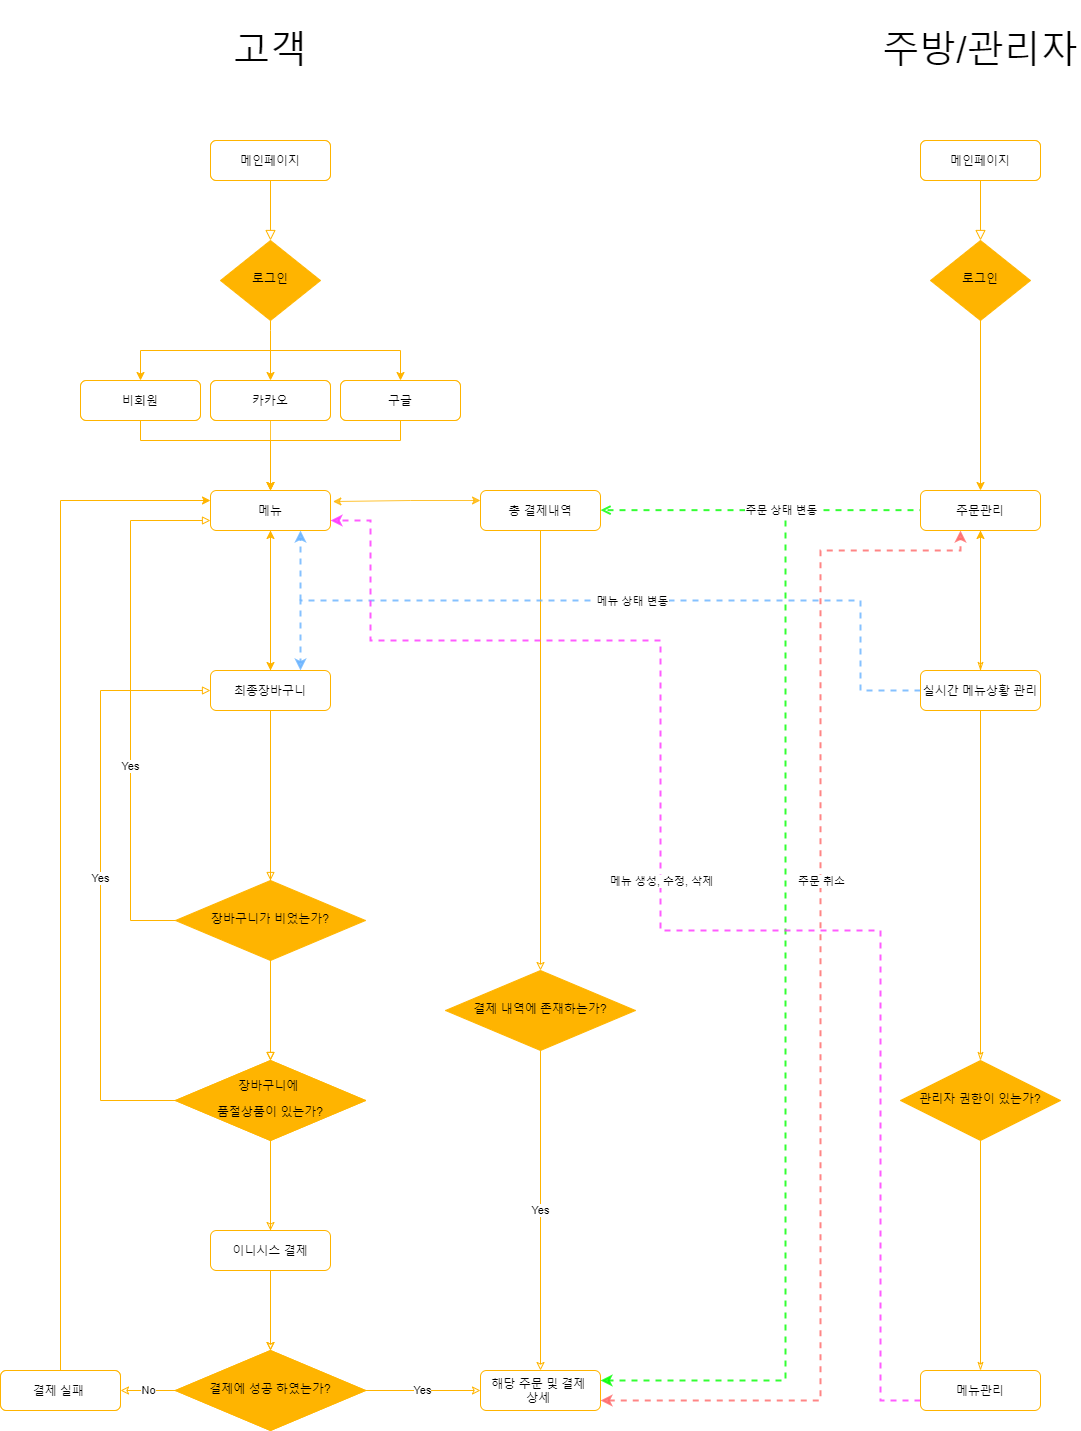 고객
주방/관리자
메인페이지
메인페이지
로그인
로그인
비회원
카카오
구글
메뉴
총 결제내역
주문 상태 변동
주문관리
메뉴 상태 변동
최종장바구니
실시간 메뉴상황 관리
Yes
Yes
메뉴 생성, 수정, 삭제
주문 취소
장바구니가 비었는가?
결제 내역에 존재하는가?
장바구니에
품절상품이 있는가?
관리자 권한이 있는가?
Yes
이니시스 결제
결제 실패
No
결제에 성공 하였는가?
Yes
해당 주문 및 결제
상세
메뉴관리